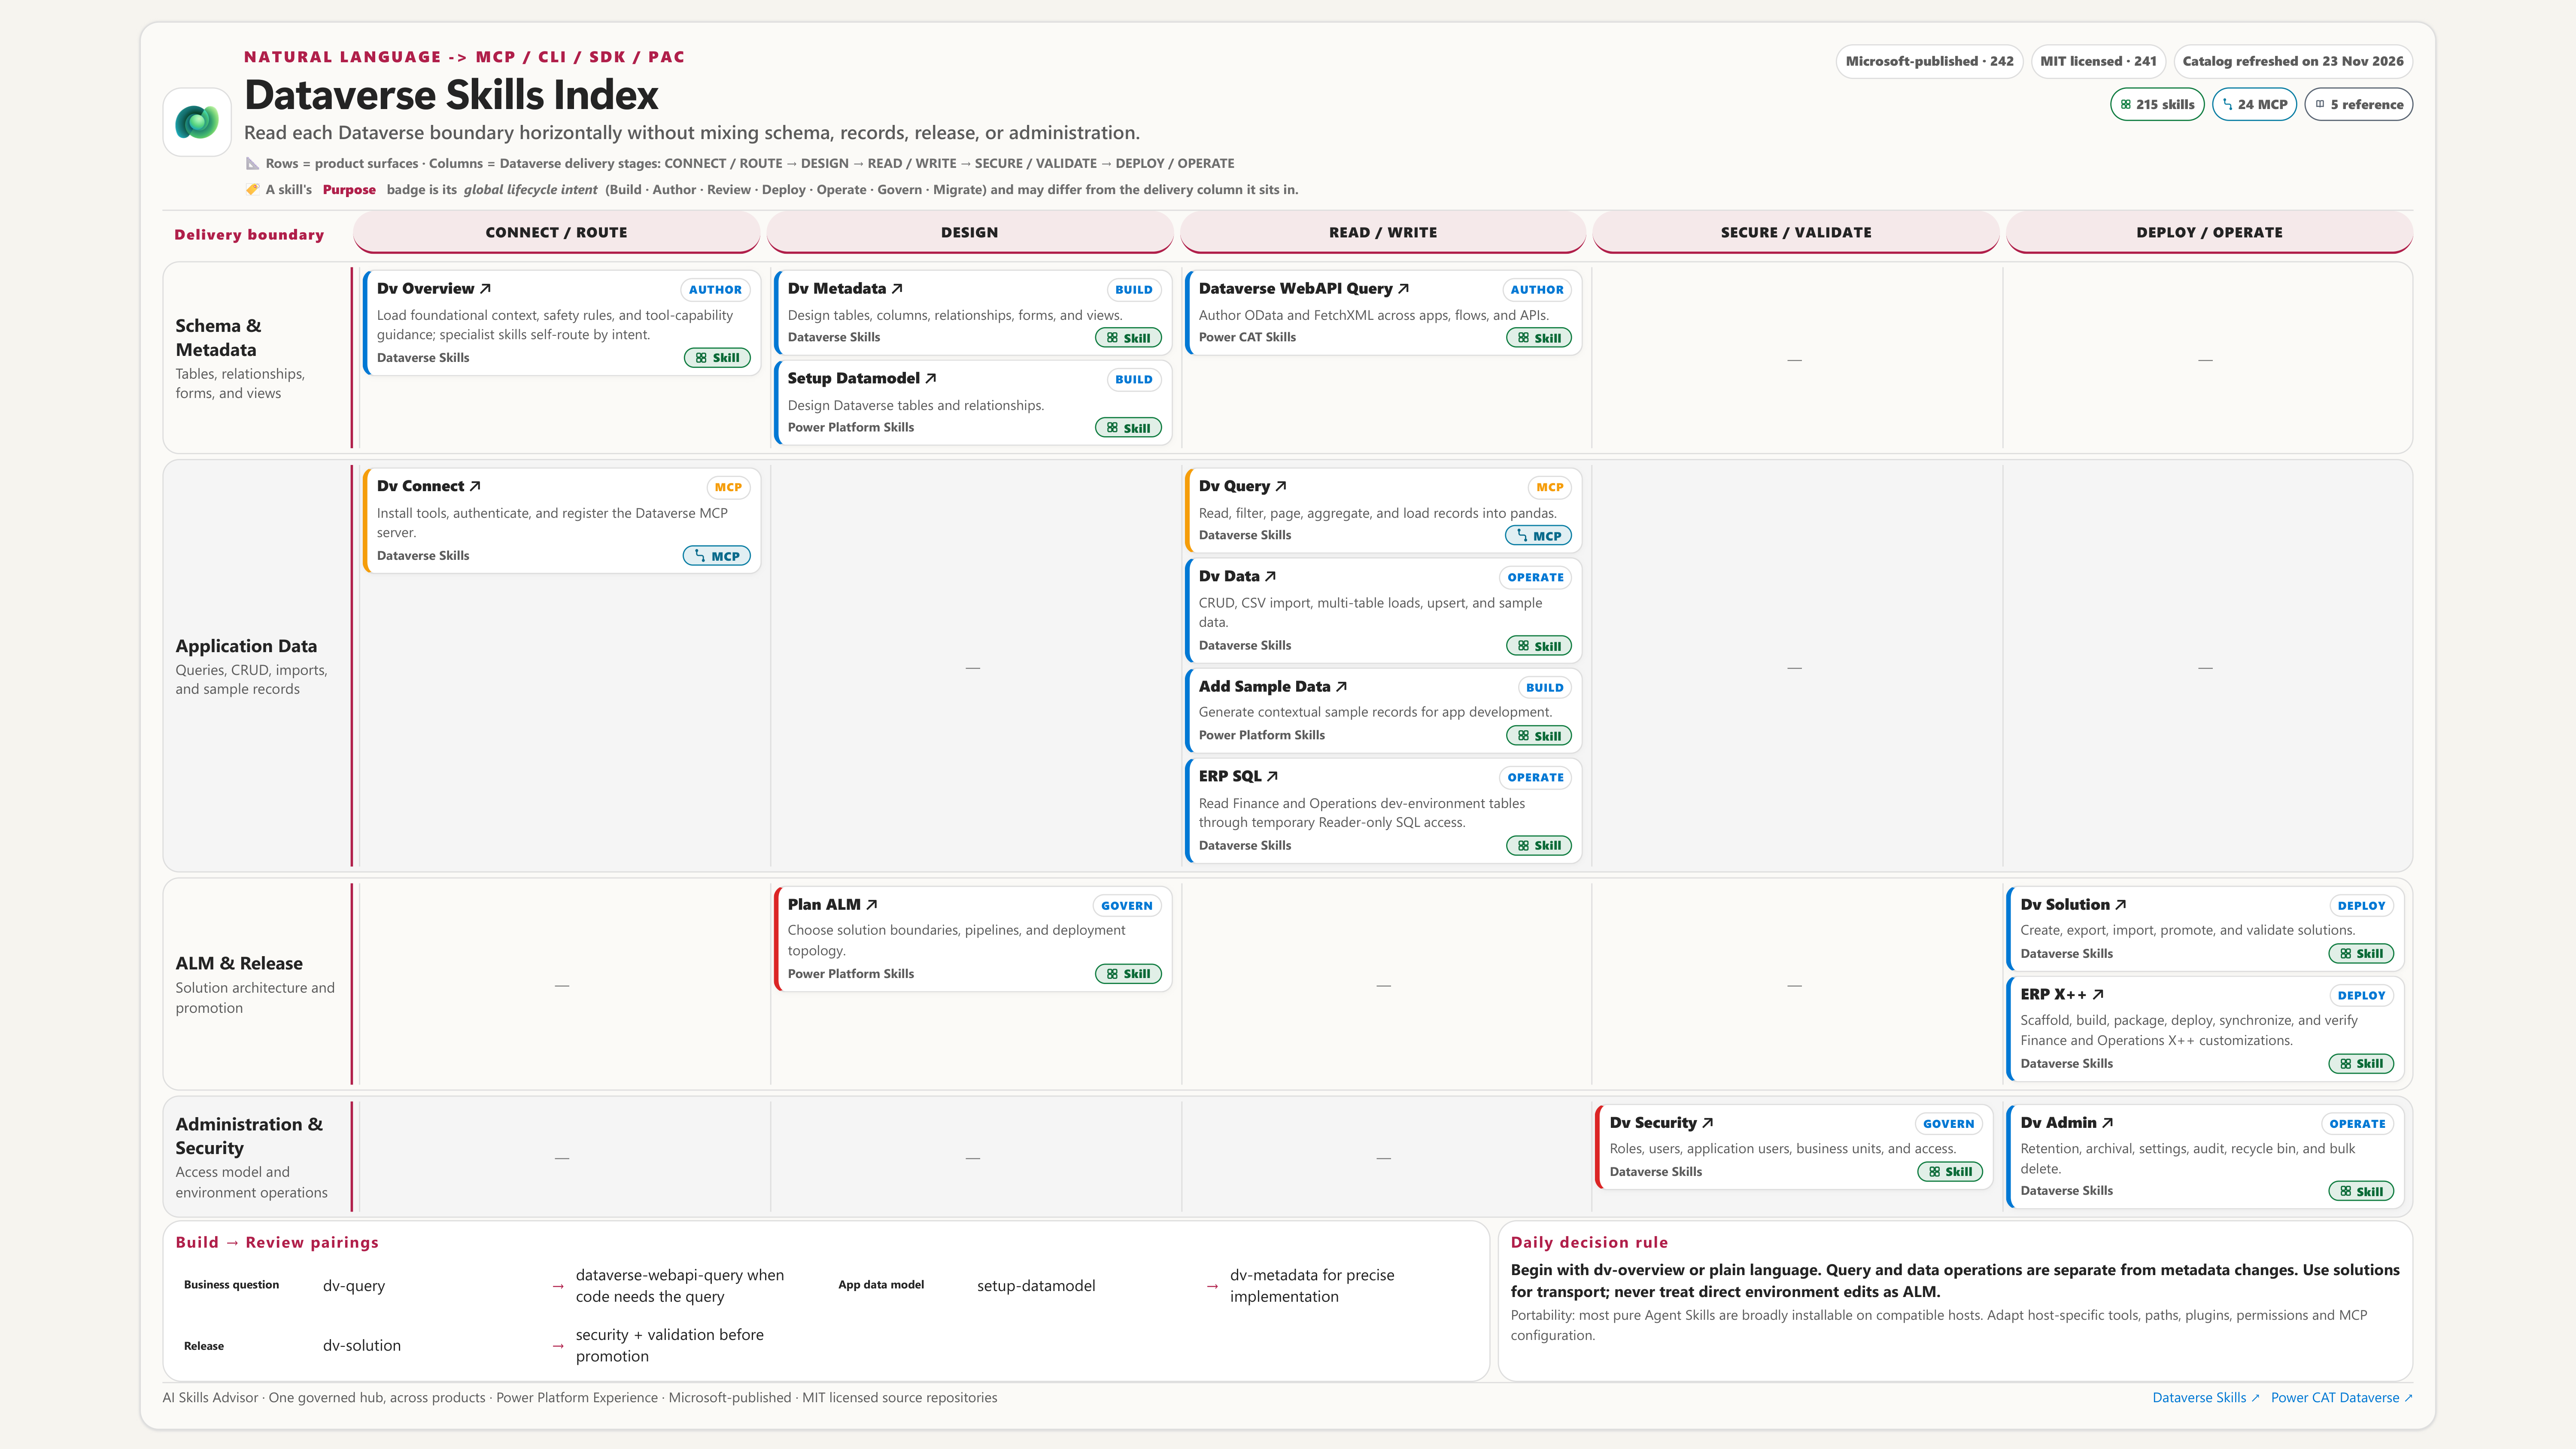 NATURAL LANGUAGE -> MCP / CLI / SDK / PAC
Dataverse Skills Index
Read each Dataverse boundary horizontally without mixing schema, records, release, or administration.
📐 Rows = product surfaces · Columns = Dataverse delivery stages: CONNECT / ROUTE → DESIGN → READ / WRITE → SECURE / VALIDATE → DEPLOY / OPERATE
🏷️ A skill's Purpose badge is its global lifecycle intent (Build · Author · Review · Deploy · Operate · Govern · Migrate) and may differ from the delivery column it sits in.
Microsoft-published · 242
MIT licensed · 241
Catalog refreshed on 23 Nov 2026
215 skills
24 MCP
5 reference
Delivery boundary
CONNECT / ROUTE
DESIGN
READ / WRITE
SECURE / VALIDATE
DEPLOY / OPERATE
Schema &
Metadata
Tables, relationships,
forms, and views
Dv Overview ↗
AUTHOR
Load foundational context, safety rules, and tool-capability
guidance; specialist skills self-route by intent.
Dataverse Skills
Skill
Dv Metadata ↗
BUILD
Design tables, columns, relationships, forms, and views.
Dataverse Skills
Skill
Setup Datamodel ↗
BUILD
Design Dataverse tables and relationships.
Power Platform Skills
Skill
Dataverse WebAPI Query ↗
AUTHOR
Author OData and FetchXML across apps, flows, and APIs.
Power CAT Skills
Skill
—
—
Application Data
Queries, CRUD, imports,
and sample records
Dv Connect ↗
MCP
Install tools, authenticate, and register the Dataverse MCP
server.
Dataverse Skills
MCP
—
Dv Query ↗
MCP
Read, filter, page, aggregate, and load records into pandas.
Dataverse Skills
MCP
Dv Data ↗
OPERATE
CRUD, CSV import, multi-table loads, upsert, and sample
data.
Dataverse Skills
Skill
Add Sample Data ↗
BUILD
Generate contextual sample records for app development.
Power Platform Skills
Skill
ERP SQL ↗
OPERATE
Read Finance and Operations dev-environment tables
through temporary Reader-only SQL access.
Dataverse Skills
Skill
—
—
ALM & Release
Solution architecture and
promotion
—
Plan ALM ↗
GOVERN
Choose solution boundaries, pipelines, and deployment
topology.
Power Platform Skills
Skill
—
—
Dv Solution ↗
DEPLOY
Create, export, import, promote, and validate solutions.
Dataverse Skills
Skill
ERP X++ ↗
DEPLOY
Scaffold, build, package, deploy, synchronize, and verify
Finance and Operations X++ customizations.
Dataverse Skills
Skill
Administration &
Security
Access model and
environment operations
—
—
—
Dv Security ↗
GOVERN
Roles, users, application users, business units, and access.
Dataverse Skills
Skill
Dv Admin ↗
OPERATE
Retention, archival, settings, audit, recycle bin, and bulk
delete.
Dataverse Skills
Skill
Build → Review pairings
Business question
dv-query
→
dataverse-webapi-query when
code needs the query
App data model
setup-datamodel
→
dv-metadata for precise
implementation
Release
dv-solution
→
security + validation before
promotion
Daily decision rule
Begin with dv-overview or plain language. Query and data operations are separate from metadata changes. Use solutions
for transport; never treat direct environment edits as ALM.
Portability: most pure Agent Skills are broadly installable on compatible hosts. Adapt host-specific tools, paths, plugins, permissions and MCP
configuration.
AI Skills Advisor · One governed hub, across products · Power Platform Experience · Microsoft-published · MIT licensed source repositories
Dataverse Skills ↗ Power CAT Dataverse ↗